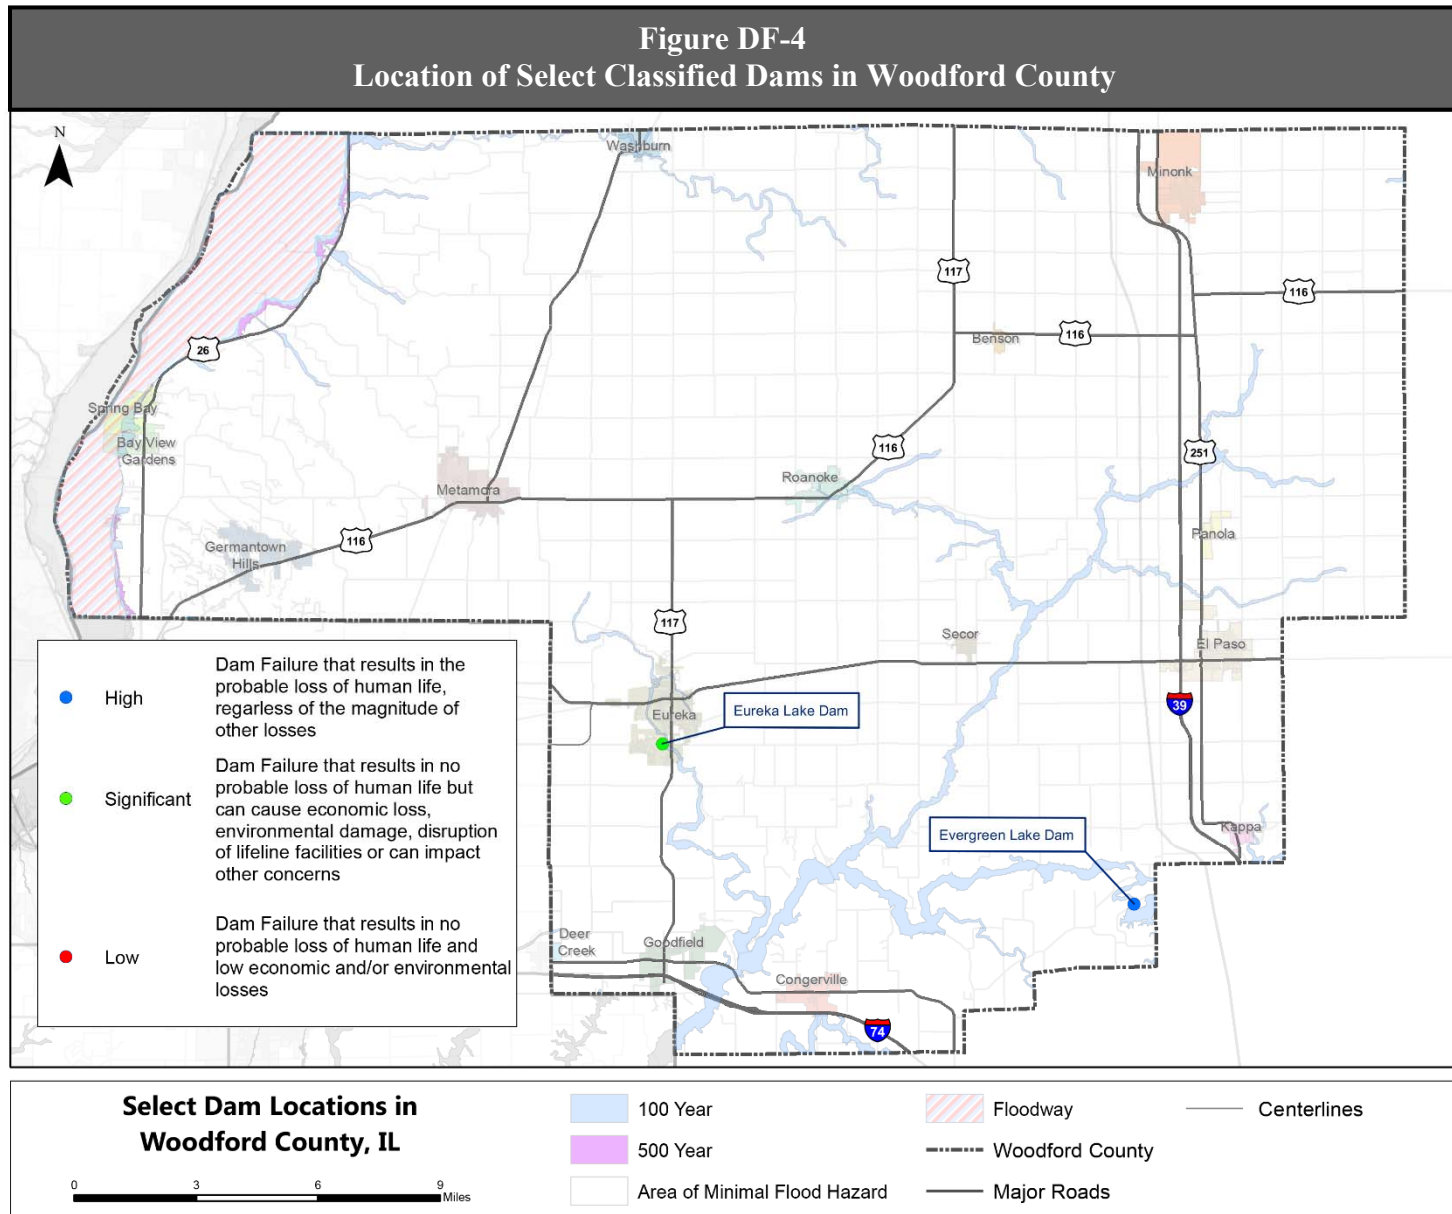 Figure DF-4
Location of Select Classified Dams in Woodford County
N
Washburn
Minonk
117
116
26
Benson
116
Spring Bay
Bay View
Gardens
116
251
Metamora
Roanoke
Panola
Germantown
Hills
116
117
Secor
El Paso
39
Eureka
Eureka Lake Dam
Evergreen Lake Dam
Kappa
Deer
Creek
Goodfield
Congerville
74
High
Dam Failure that results in the
probable loss of human life,
regarless of the magnitude of
other losses
Significant
Dam Failure that results in no
probable loss of human life but
can cause economic loss,
environmental damage, disruption
of lifeline facilities or can impact
other concerns
Low
Dam Failure that results in no
probable loss of human life and
low economic and/or environmental
losses
Select Dam Locations in
Woodford County, IL
0 3 6 9
Miles
100 Year
500 Year
Area of Minimal Flood Hazard
Floodway
Woodford County
Major Roads
Centerlines